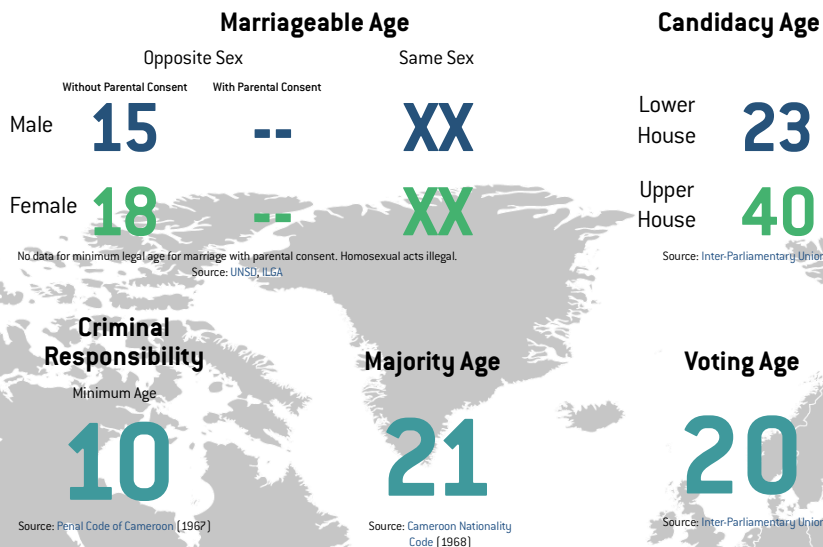 Marriageable Age
Candidacy Age
Opposite Sex
Same Sex
Without Parental Consent
With Parental Consent
Male
15
--
XX
Lower
House
23
Female
18
--
XX
Upper
House
40
No data for minimum legal age for marriage with parental consent. Homosexual acts illegal.
Source: UNSD, ILGA
Source: Inter-Parliamentary Union
Criminal
Responsibility
Minimum Age
10
Source: Penal Code of Cameroon (1967)
Majority Age
21
Source: Cameroon Nationality
Code (1968)
Voting Age
20
Source: Inter-Parliamentary Union